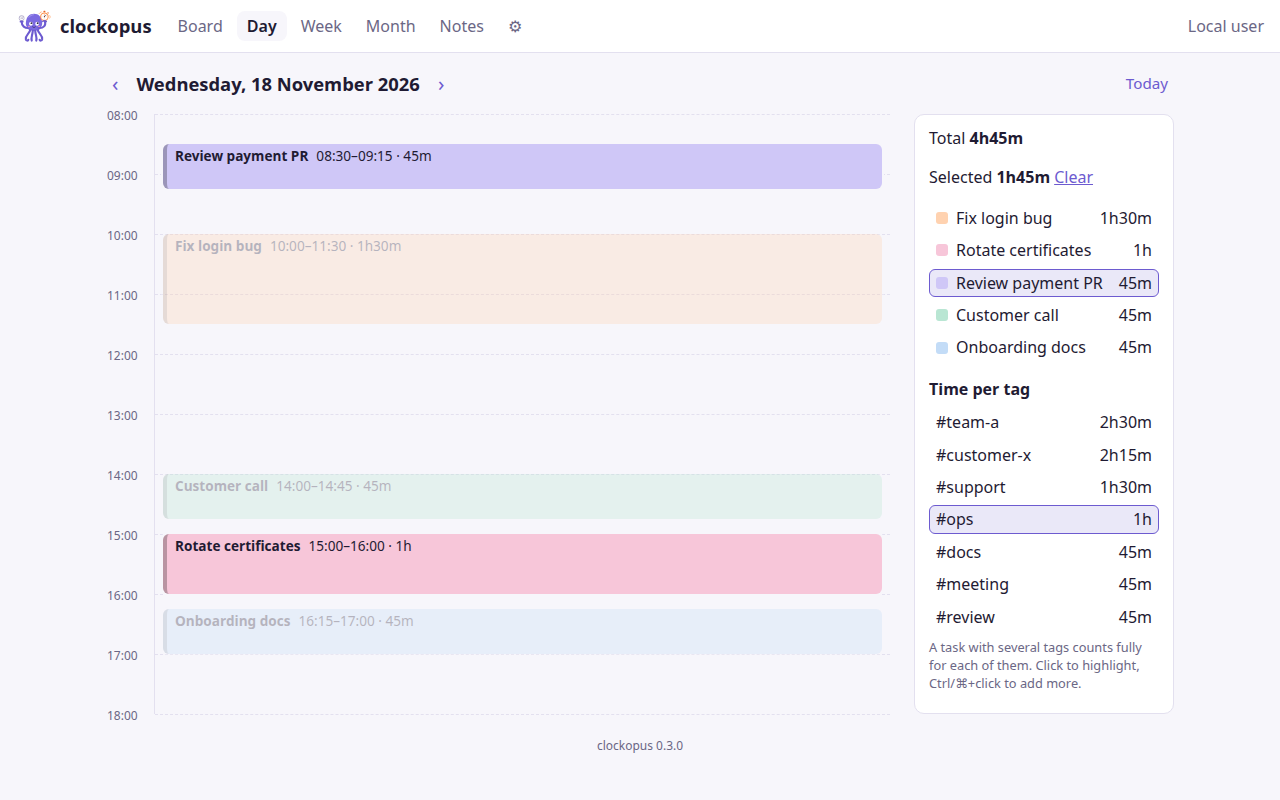 clockopus Board Day Week Month Notes ⚙ Local user
‹ Wednesday, 18 November 2026 › Today
08:00
Review payment PR 08:30–09:15 · 45m
09:00
10:00
Fix login bug 10:00–11:30 · 1h30m
11:00
12:00
13:00
14:00
Customer call 14:00–14:45 · 45m
15:00
Rotate certificates 15:00–16:00 · 1h
16:00
Onboarding docs 16:15–17:00 · 45m
17:00
18:00
Total 4h45m
Selected 1h45m Clear
Fix login bug 1h30m
Rotate certificates 1h
Review payment PR 45m
Customer call 45m
Onboarding docs 45m
Time per tag
#team-a 2h30m
#customer-x 2h15m
#support 1h30m
#ops 1h
#docs 45m
#meeting 45m
#review 45m
A task with several tags counts fully
for each of them. Click to highlight,
Ctrl/⌘+click to add more.
clockopus 0.3.0